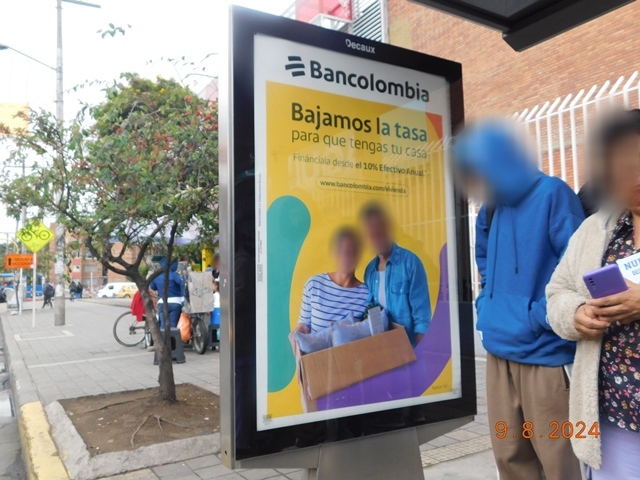 Decaux
Bancolombia
Bajamos la tasa
para que tengas tu casa
Financiala desde el 10% Efectivo Anual.*
www.bancolombia.com/vivienda
NUE
9.8.2024